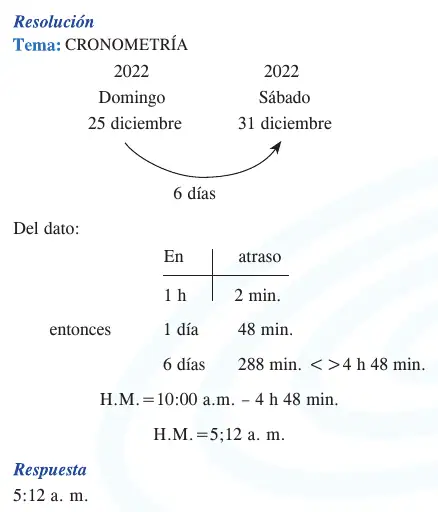 Resolución
Tema: CRONOMETRÍA
2022 2022
Domingo Sábado
25 diciembre 31 diciembre
6 días
Del dato:
En atraso
1 h 2 min.
entonces 1 día 48 min.
6 días 288 min. < >4 h 48 min.
H.M.=10:00 a.m. – 4 h 48 min.
H.M.=5;12 a. m.
Respuesta
5:12 a. m.